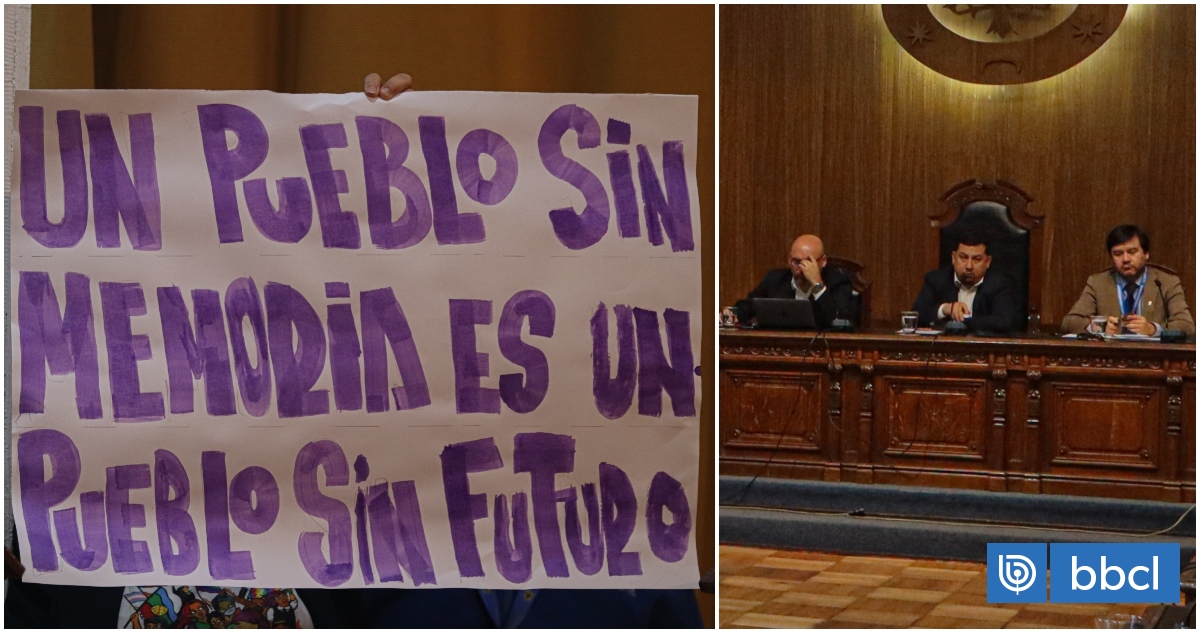 UN PUEBLO SIN
MEMORIA ES UN
PUEBLO SIN FUTURO
bbcl